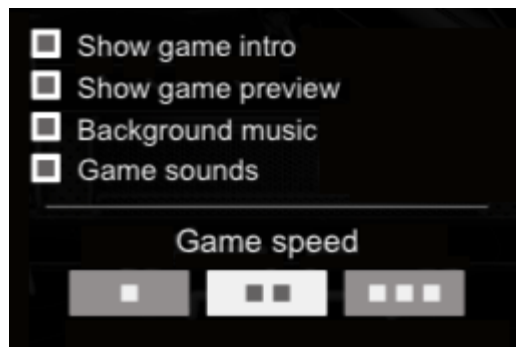 Show game intro
Show game preview
Background music
Game sounds
Game speed